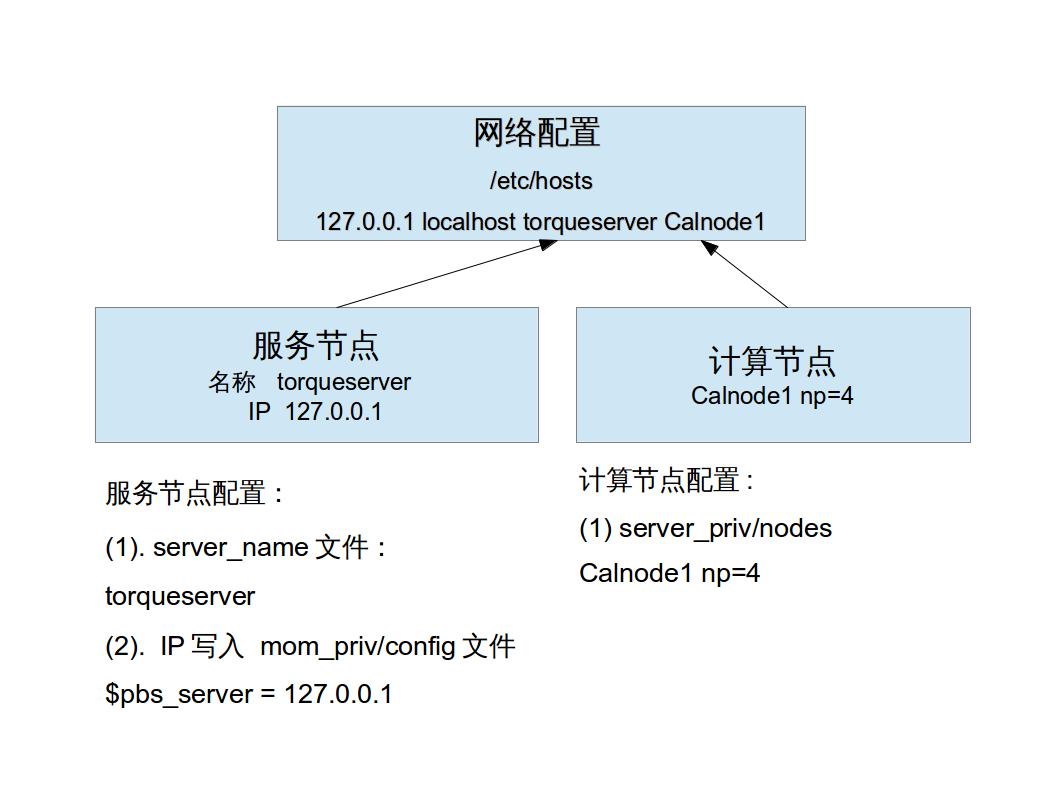 网络配置
/etc/hosts
127.0.0.1 localhost torqueserver Calnode1
服务节点
名称 torqueserver
IP 127.0.0.1
计算节点
Calnode1 np=4
服务节点配置：
(1). server_name 文件：
torqueserver
(2). IP 写入 mom_priv/config 文件
$pbs_server = 127.0.0.1
计算节点配置 :
(1) server_priv/nodes
Calnode1 np=4